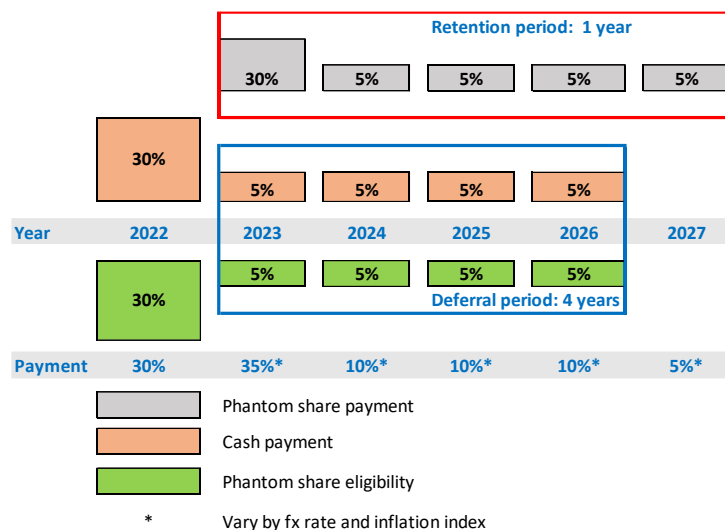 Retention period: 1 year
30% 5% 5% 5% 5%
30%
5% 5% 5% 5%
Year 2022 2023 2024 2025 2026 2027
5% 5% 5% 5%
30%
Deferral period: 4 years
Payment 30% 35%* 10%* 10%* 10%* 5%*
Phantom share payment
Cash payment
Phantom share eligibility
* Vary by fx rate and inflation index